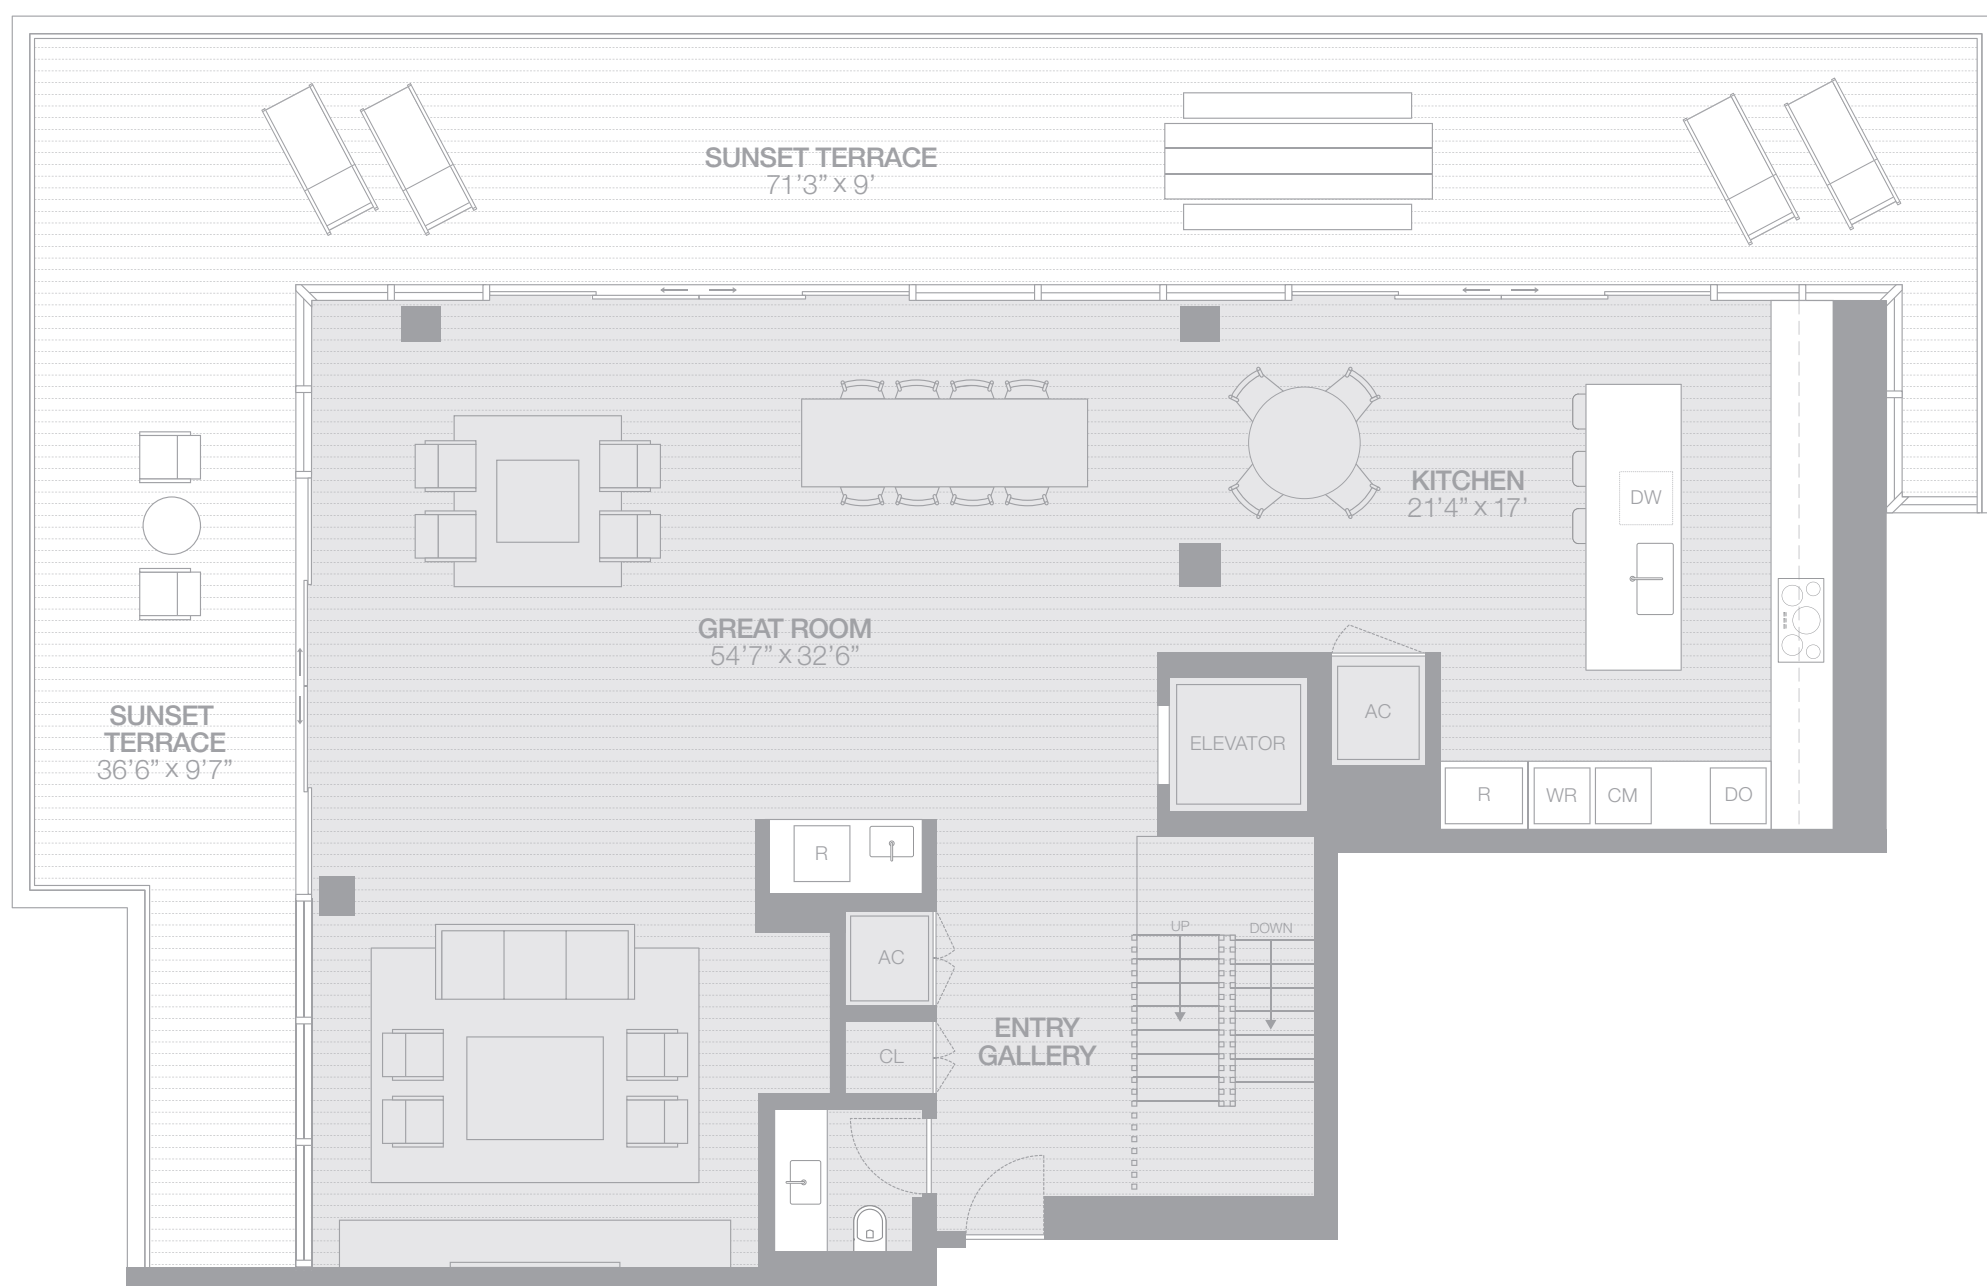 SUNSET TERRACE
71’3” x 9’
KITCHEN
21’4” x 17’
DW
GREAT ROOM
54’7” x 32’6”
SUNSET
TERRACE
36’6” x 9’7”
AC
ELEVATOR
R
WR
CM
DO
R
UP
DOWN
AC
ENTRY
GALLERY
CL